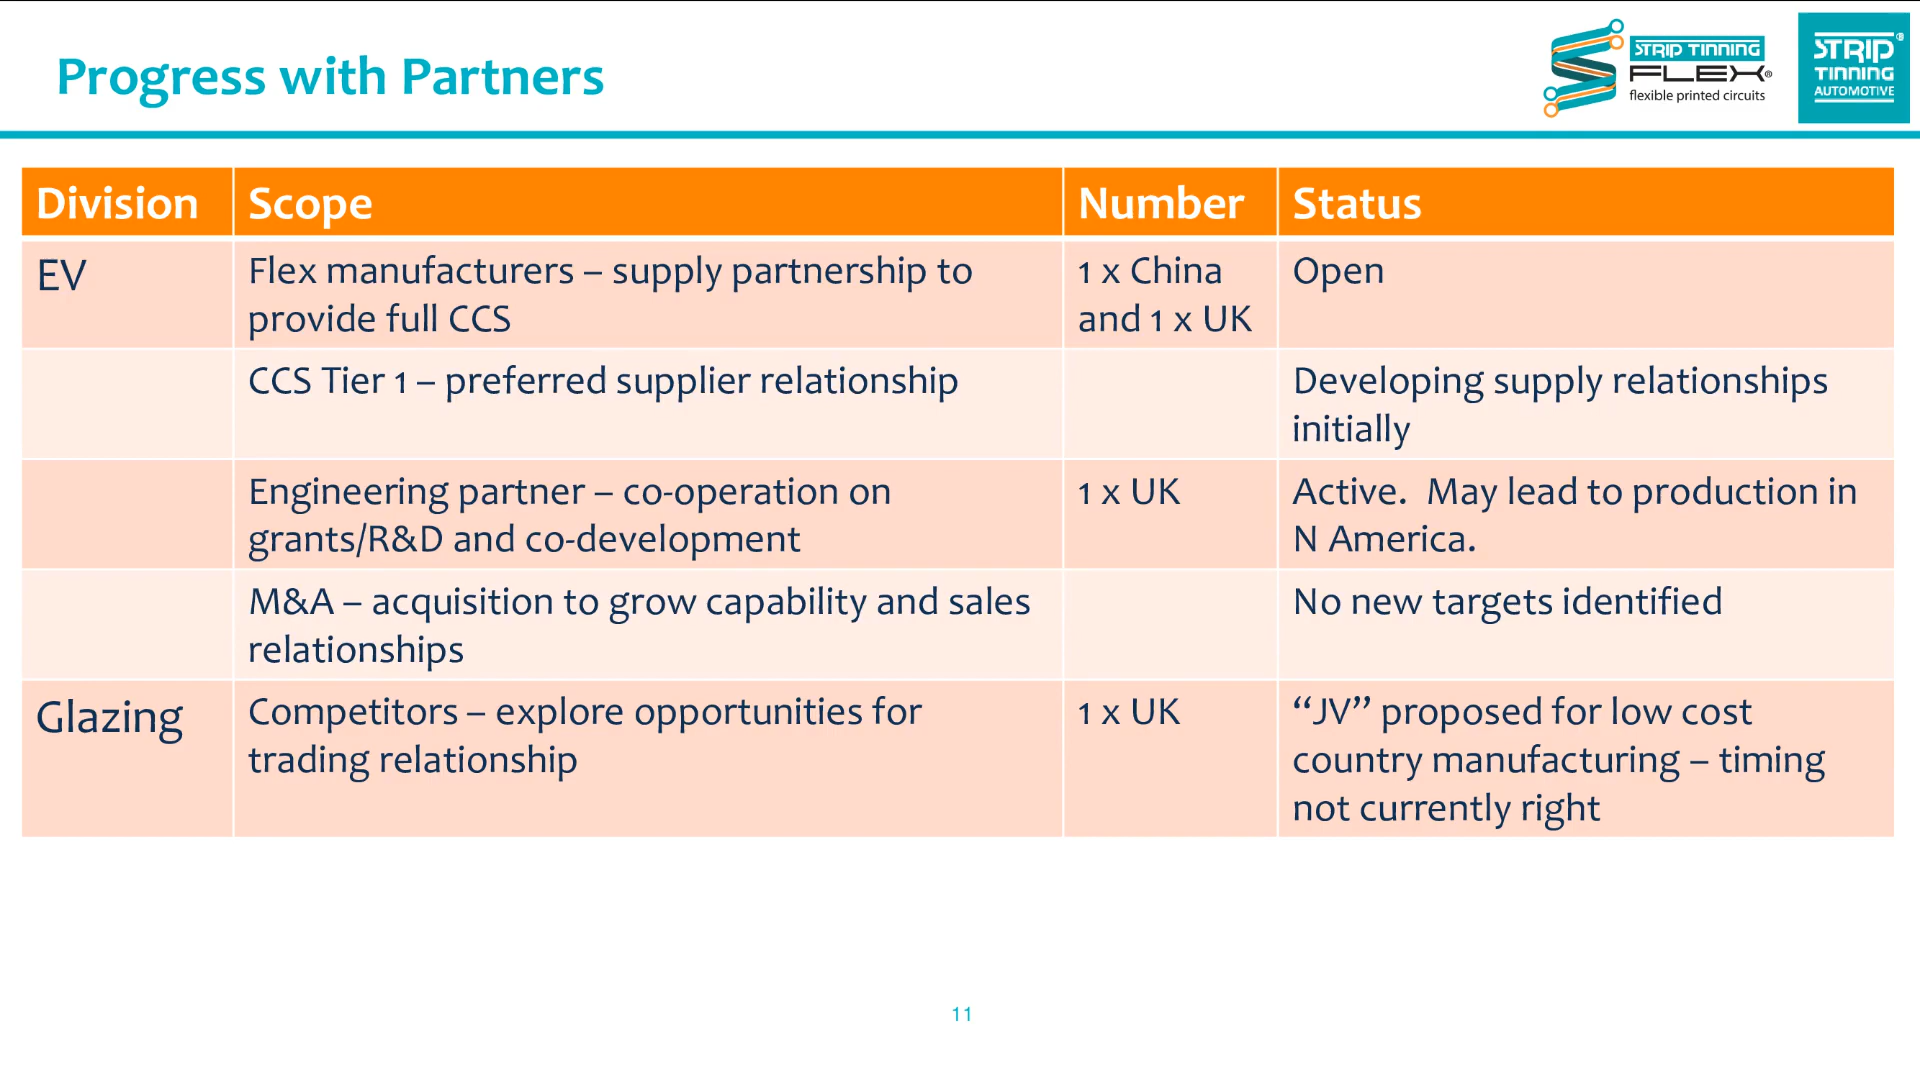 Progress with Partners
STRIP TINNING
FLEX®
flexible printed circuits
STRIP®
TINNING
AUTOMOTIVE
Division
Scope
Number
Status
EV
Flex manufacturers – supply partnership to
provide full CCS
1 x China
and 1 x UK
Open
CCS Tier 1 – preferred supplier relationship
Developing supply relationships
initially
Engineering partner – co-operation on
grants/R&D and co-development
1 x UK
Active.  May lead to production in
N America.
M&A – acquisition to grow capability and sales
relationships
No new targets identified
Glazing
Competitors – explore opportunities for
trading relationship
1 x UK
“JV” proposed for low cost
country manufacturing – timing
not currently right
11